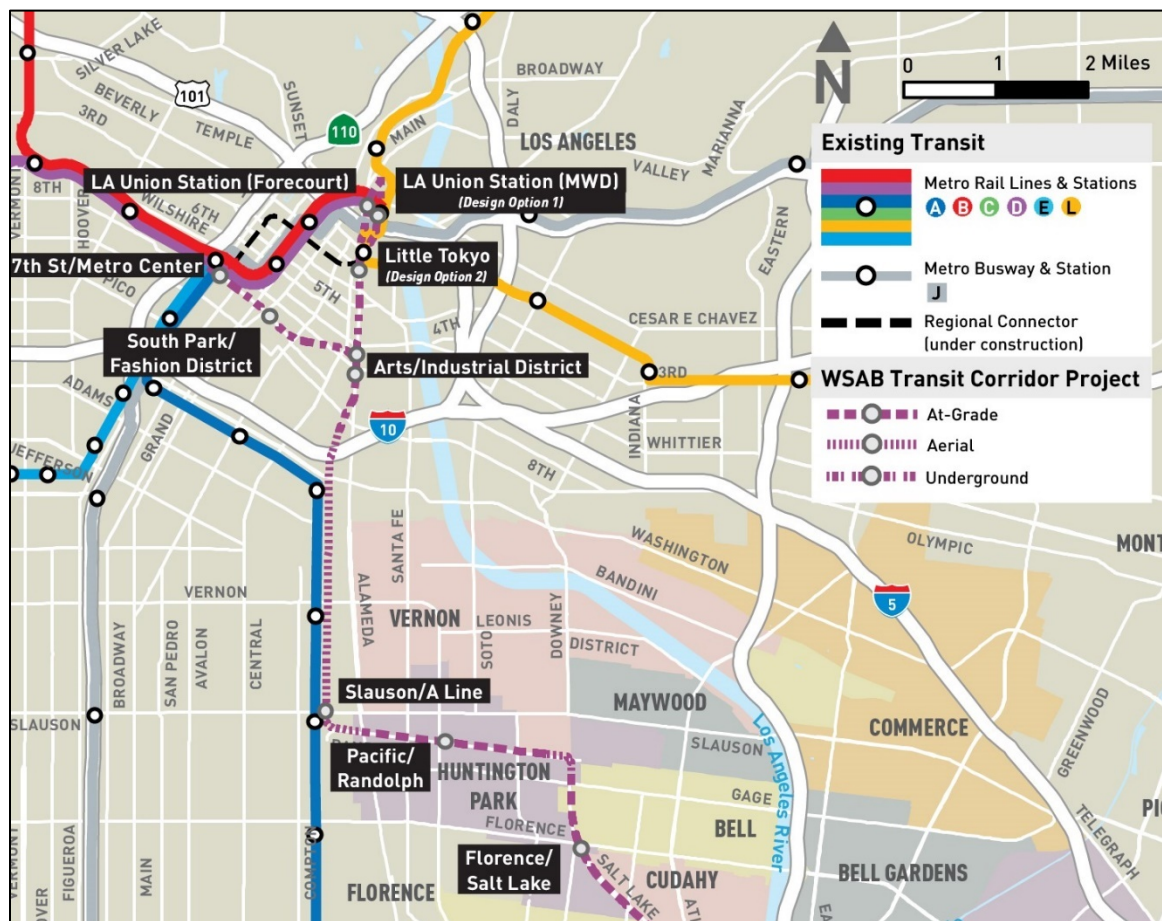 SILVER LAKE
101
BEVERLY
3RD
TEMPLE
SUNSET
110
MAIN
BROADWAY
DALY
LOS ANGELES
VALLEY
MARIANNA
EASTERN
N
0 1 2 Miles
Existing Transit
Metro Rail Lines & Stations
A B C D E L
Metro Busway & Station
J
Regional Connector
(under construction)
WSAB Transit Corridor Project
At-Grade
Aerial
Underground
VERMONT
8TH
HOOVER
WILSHIRE
6TH
PICO
LA Union Station (Forecourt)
LA Union Station (MWD)
(Design Option 1)
7th St/Metro Center
Little Tokyo
(Design Option 2)
5TH
4TH
CESAR E CHAVEZ
South Park/
Fashion District
Arts/Industrial District
3RD
ADAMS
GRAND
JEFFERSON
10
INDIANA
WHITTIER
8TH
OLYMPIC
MONT
WASHINGTON
BANDINI
5
SANTA FE
ALAMEDA
VERNON
VERNON
LEONIS
SOTO
DOWNEY
DISTRICT
BROADWAY
SAN PEDRO
AVALON
CENTRAL
Slauson/A Line
MAYWOOD
COMMERCE
GREENWOOD
SLAUSON
SLAUSON
Los Angeles River
Pacific/
Randolph
HUNTINGTON
PARK
GAGE
BELL
FLORENCE
TELEGRAPH
PI
Florence/
Salt Lake
SALT LAKE
CUDAHY
BELL GARDENS
FLORENCE
VERMONT
OVER
FIGUEROA
MAIN
COMPTON
ATL
EA